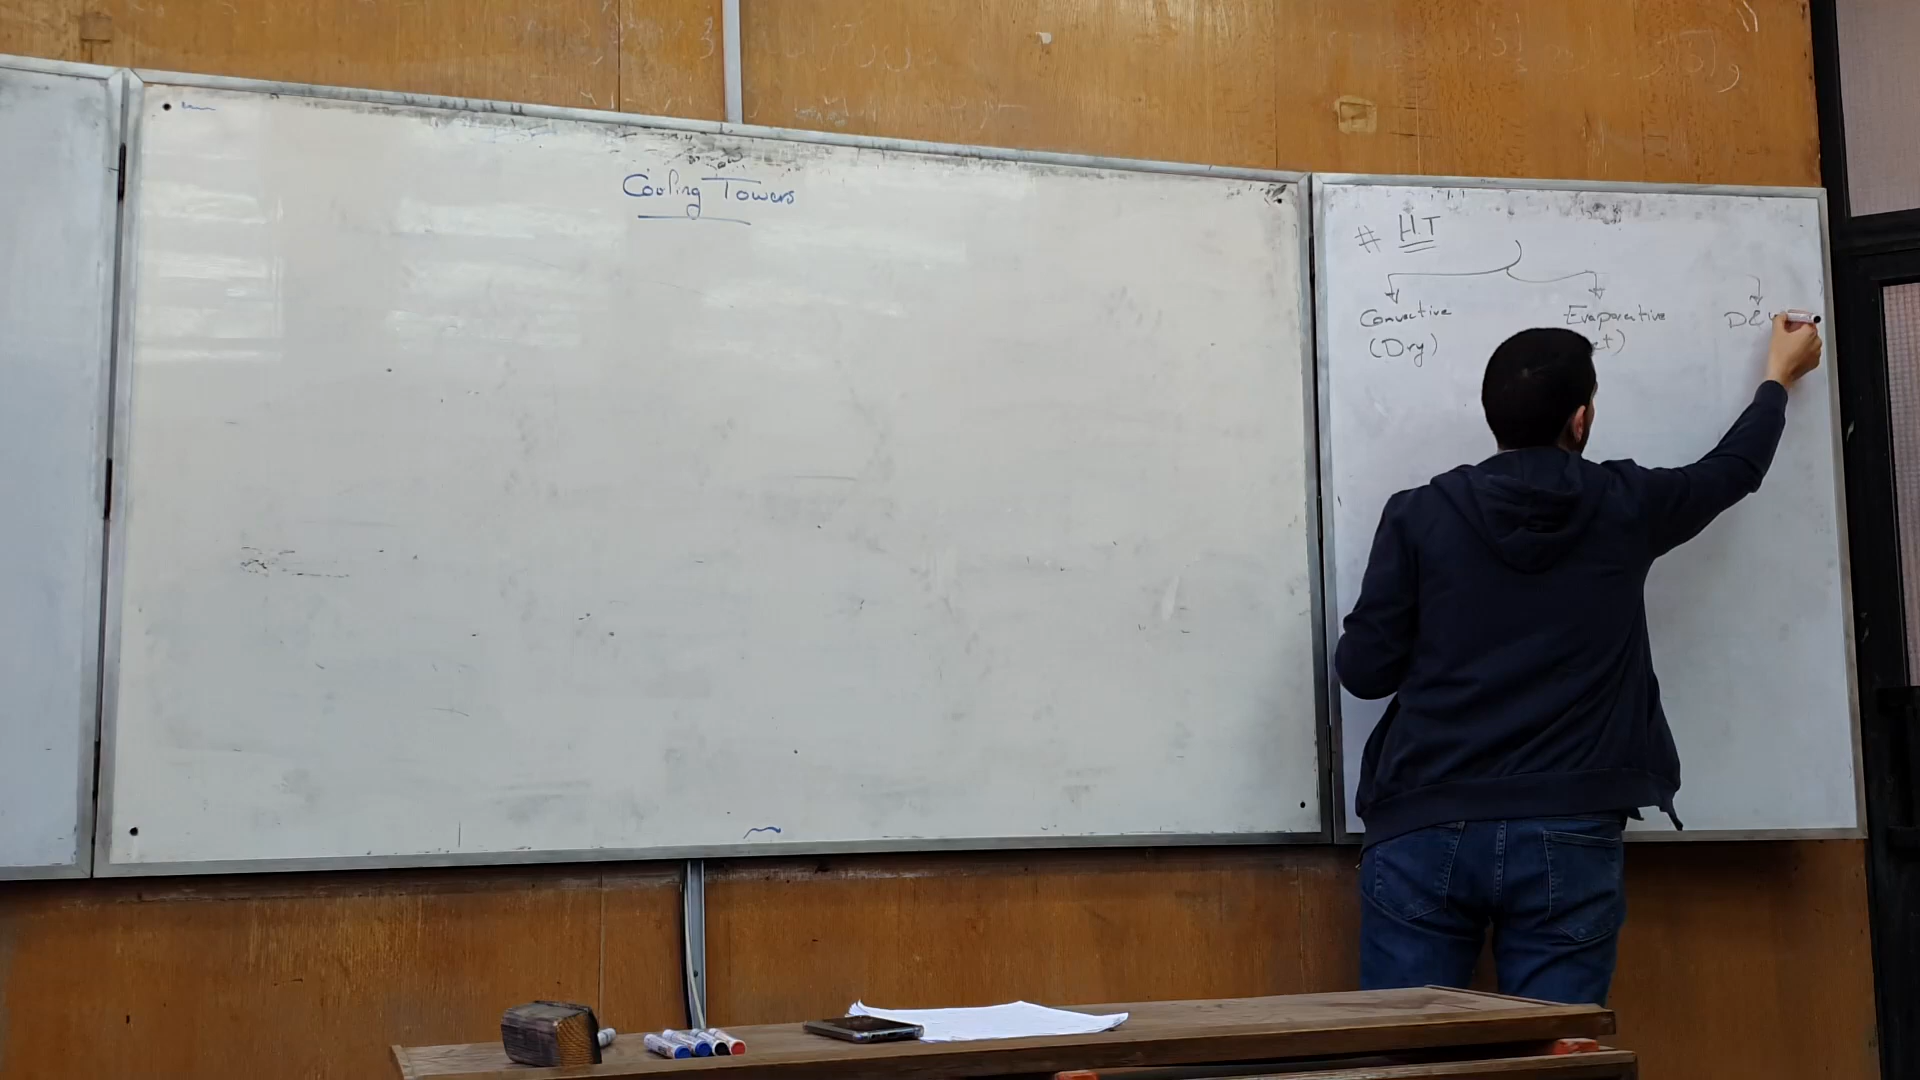 Cooling Towers
# H.T
Convective
(Dry)
Evaporative
D&